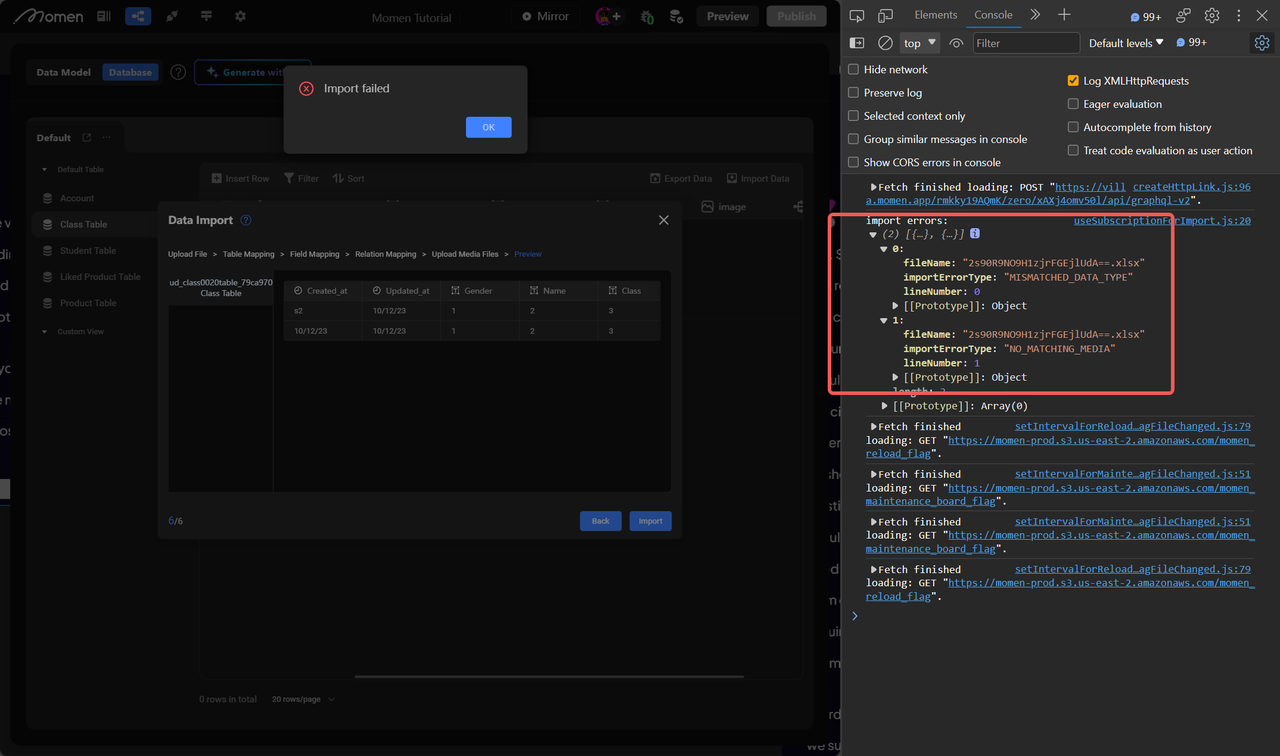 Momen
Momen Tutorial
Mirror
Preview
Publish
Data Model
Database
Generate with
Import failed
OK
Default
Default Table
Account
Class Table
Student Table
Liked Product Table
Product Table
Custom View
Insert Row
Filter
Sort
Export Data
Import Data
image
Data Import
Upload File > Table Mapping > Field Mapping > Relation Mapping > Upload Media Files > Preview
ud_class0020table_79ca970
Class Table
Created_at Updated_at Gender Name Class
s2 10/12/23 1 2 3
10/12/23 10/12/23 1 2 3
6/6
Back
Import
0 rows in total
20 rows/page
we su
Elements
Console
99+
top
Filter
Default levels
99+
Hide network
Preserve log
Selected context only
Group similar messages in console
Show CORS errors in console
Log XMLHttpRequests
Eager evaluation
Autocomplete from history
Treat code evaluation as user action
Fetch finished loading: POST "https://vill createHttpLink.js:96
a.momen.app/rmkky19AQmK/zero/xAXj4omv50l/api/graphql-v2".
import errors: useSubscriptionForImport.js:20
(2) [{…}, {…}]
0:
fileName: "2s90R9NO9H1zjrFGEjlUdA==.xlsx"
importErrorType: "MISMATCHED_DATA_TYPE"
lineNumber: 0
[[Prototype]]: Object
1:
fileName: "2s90R9NO9H1zjrFGEjlUdA==.xlsx"
importErrorType: "NO_MATCHING_MEDIA"
lineNumber: 1
[[Prototype]]: Object
length: 2
[[Prototype]]: Array(0)
Fetch finished setIntervalForReload…agFileChanged.js:79
loading: GET "https://momen-prod.s3.us-east-2.amazonaws.com/momen_
reload_flag".
Fetch finished setIntervalForMainte…agFileChanged.js:51
loading: GET "https://momen-prod.s3.us-east-2.amazonaws.com/momen_
maintenance_board_flag".
Fetch finished setIntervalForMainte…agFileChanged.js:51
loading: GET "https://momen-prod.s3.us-east-2.amazonaws.com/momen_
maintenance_board_flag".
Fetch finished setIntervalForReload…agFileChanged.js:79
loading: GET "https://momen-prod.s3.us-east-2.amazonaws.com/momen_
reload_flag".